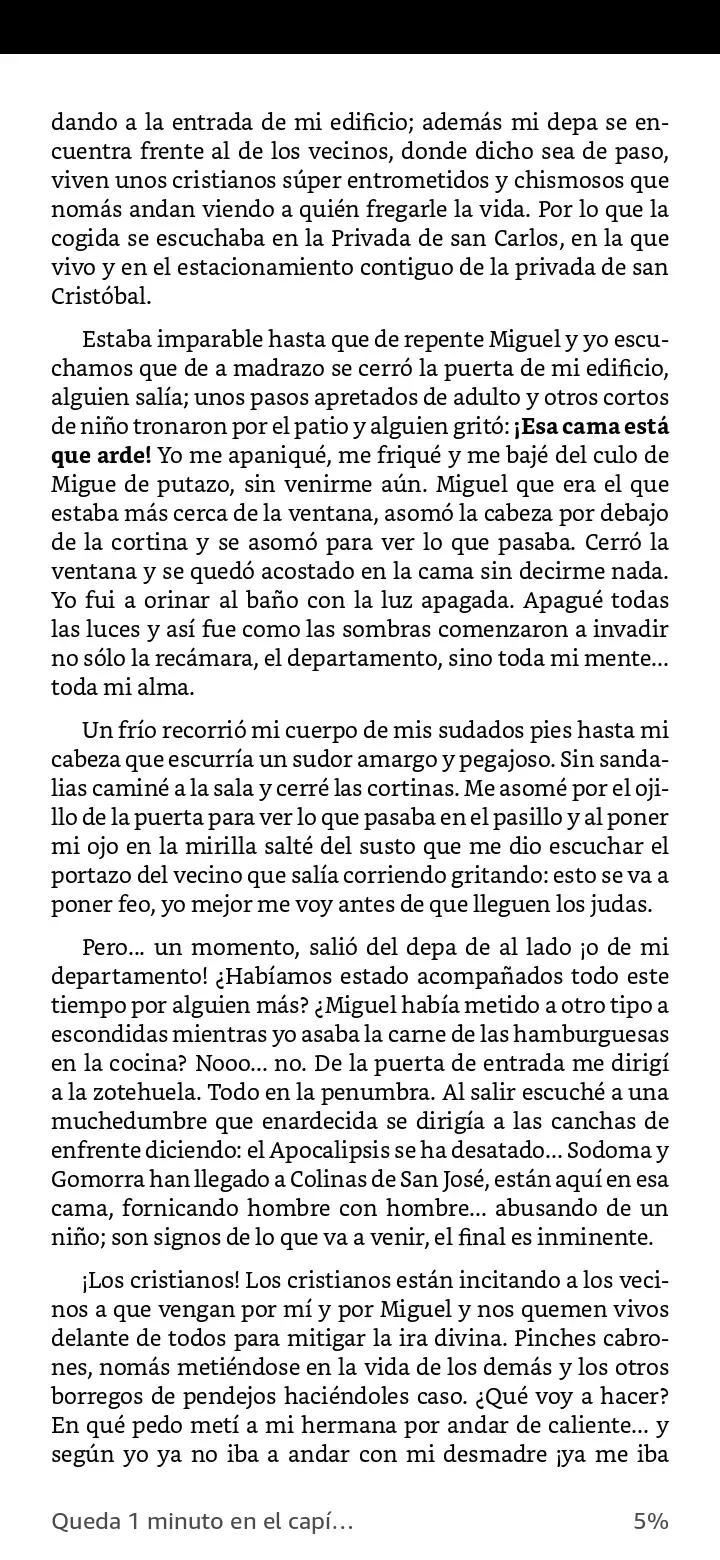 dando a la entrada de mi edificio; además mi depa se en-
cuentra frente al de los vecinos, donde dicho sea de paso,
viven unos cristianos súper entrometidos y chismosos que
nomás andan viendo a quién fregarle la vida. Por lo que la
cogida se escuchaba en la Privada de san Carlos, en la que
vivo y en el estacionamiento contiguo de la privada de san
Cristóbal.
Estaba imparable hasta que de repente Miguel y yo escu-
chamos que de a madrazo se cerró la puerta de mi edificio,
alguien salía; unos pasos apretados de adulto y otros cortos
de niño tronaron por el patio y alguien gritó: ¡Esa cama está
que arde! Yo me apaniqué, me friqué y me bajé del culo de
Migue de putazo, sin venirme aún. Miguel que era el que
estaba más cerca de la ventana, asomó la cabeza por debajo
de la cortina y se asomó para ver lo que pasaba. Cerró la
ventana y se quedó acostado en la cama sin decirme nada.
Yo fui a orinar al baño con la luz apagada. Apagué todas
las luces y así fue como las sombras comenzaron a invadir
no sólo la recámara, el departamento, sino toda mi mente...
toda mi alma.
Un frío recorrió mi cuerpo de mis sudados pies hasta mi
cabeza que escurría un sudor amargo y pegajoso. Sin sanda-
lias caminé a la sala y cerré las cortinas. Me asomé por el oji-
llo de la puerta para ver lo que pasaba en el pasillo y al poner
mi ojo en la mirilla salté del susto que me dio escuchar el
portazo del vecino que salía corriendo gritando: esto se va a
poner feo, yo mejor me voy antes de que lleguen los judas.
Pero... un momento, salió del depa de al lado ¡o de mi
departamento! ¿Habíamos estado acompañados todo este
tiempo por alguien más? ¿Miguel había metido a otro tipo a
escondidas mientras yo asaba la carne de las hamburguesas
en la cocina? Nooo... no. De la puerta de entrada me dirigí
a la zotehuela. Todo en la penumbra. Al salir escuché a una
muchedumbre que enardecida se dirigía a las canchas de
enfrente diciendo: el Apocalipsis se ha desatado... Sodoma y
Gomorra han llegado a Colinas de San José, están aquí en esa
cama, fornicando hombre con hombre... abusando de un
niño; son signos de lo que va a venir, el final es inminente.
¡Los cristianos! Los cristianos están incitando a los veci-
nos a que vengan por mí y por Miguel y nos quemen vivos
delante de todos para mitigar la ira divina. Pinches cabro-
nes, nomás metiéndose en la vida de los demás y los otros
borregos de pendejos haciéndoles caso. ¿Qué voy a hacer?
En qué pedo metí a mi hermana por andar de caliente... y
según yo ya no iba a andar con mi desmadre ¡ya me iba
Queda 1 minuto en el capí...
5%